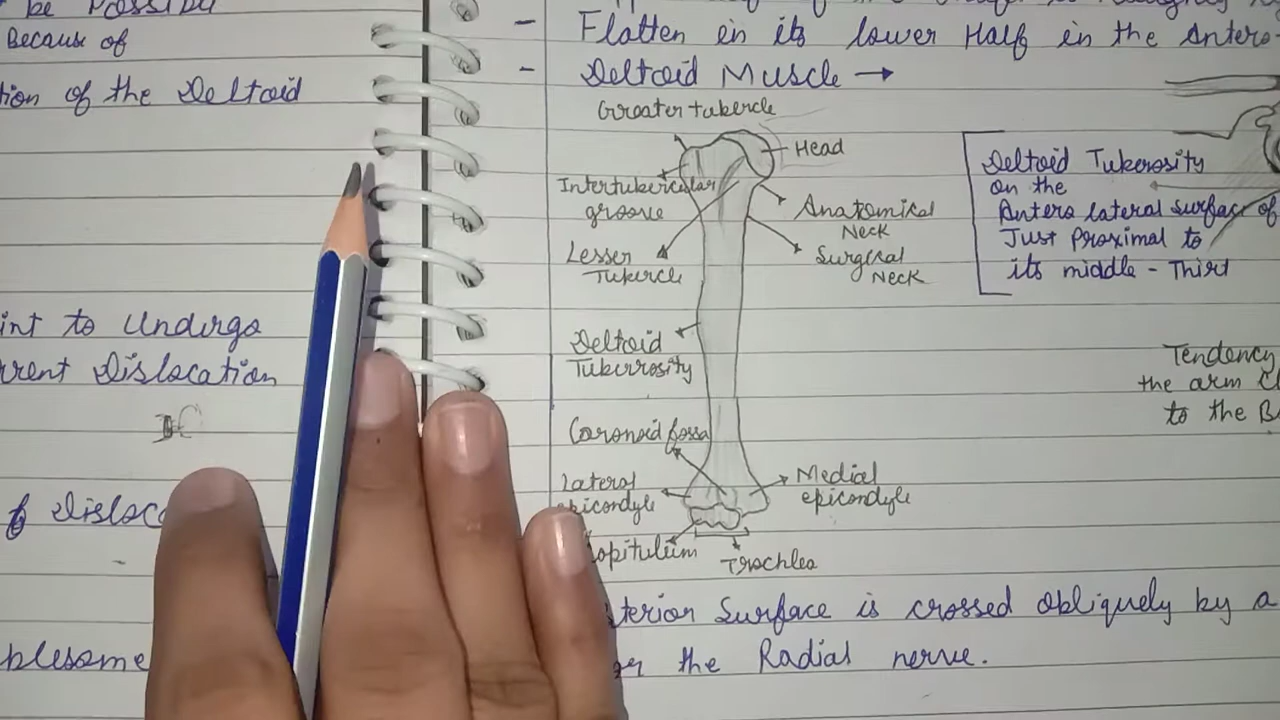 be Possible
Because of
tion of the Deltoid
int to Undergo
rrent Dislocation
of Disloc
blesome
- Flatten in its lower Half in the Antero-
- Deltoid Muscle →
Greater tubercle
Head
Intertubercular
groove
Anatomical
Neck
Lesser
Tubercle
Surgical
Neck
Deltoid
Tuberrosity
Coronoid fossa
Lateral
epicondyle
Medial
epicondyle
apitulum
Trochlea
Deltoid Tuberosity
on the
Antero lateral surface of
Just Proximal to
its middle - Third
Tendency
the arm
to the B
terior Surface is crossed obliquely by a
the Radial nerve.